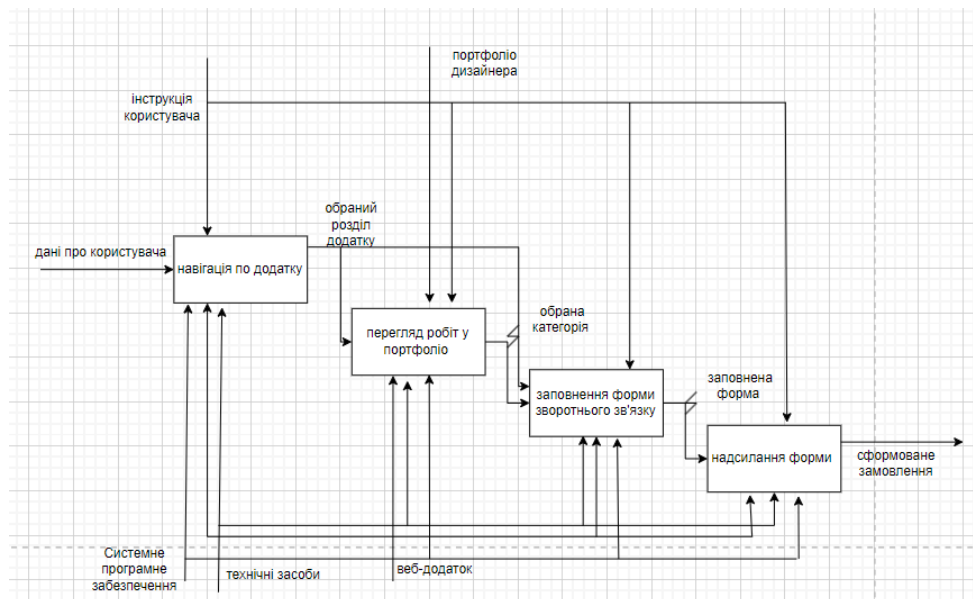 портфоліо
дизайнера
інструкція
користувача
обраний
розділ
додатку
дані про користувача
навігація по додатку
обрана
категорія
перегляд робіт у
портфоліо
заповнена
форма
заповнення форми
зворотнього зв'язку
надсилання форми
сформоване
замовлення
Системне
програмне
забезпечення
технічні засоби
веб-додаток